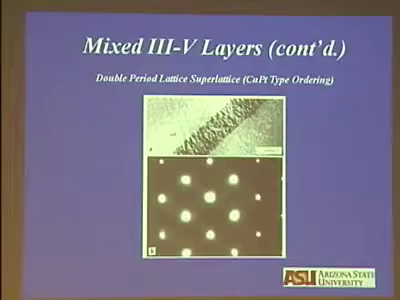 Mixed III-V Layers (cont'd.)
Double Period Lattice Superlattice (CuPt Type Ordering)
a
b
ASU ARIZONA STATE
UNIVERSITY